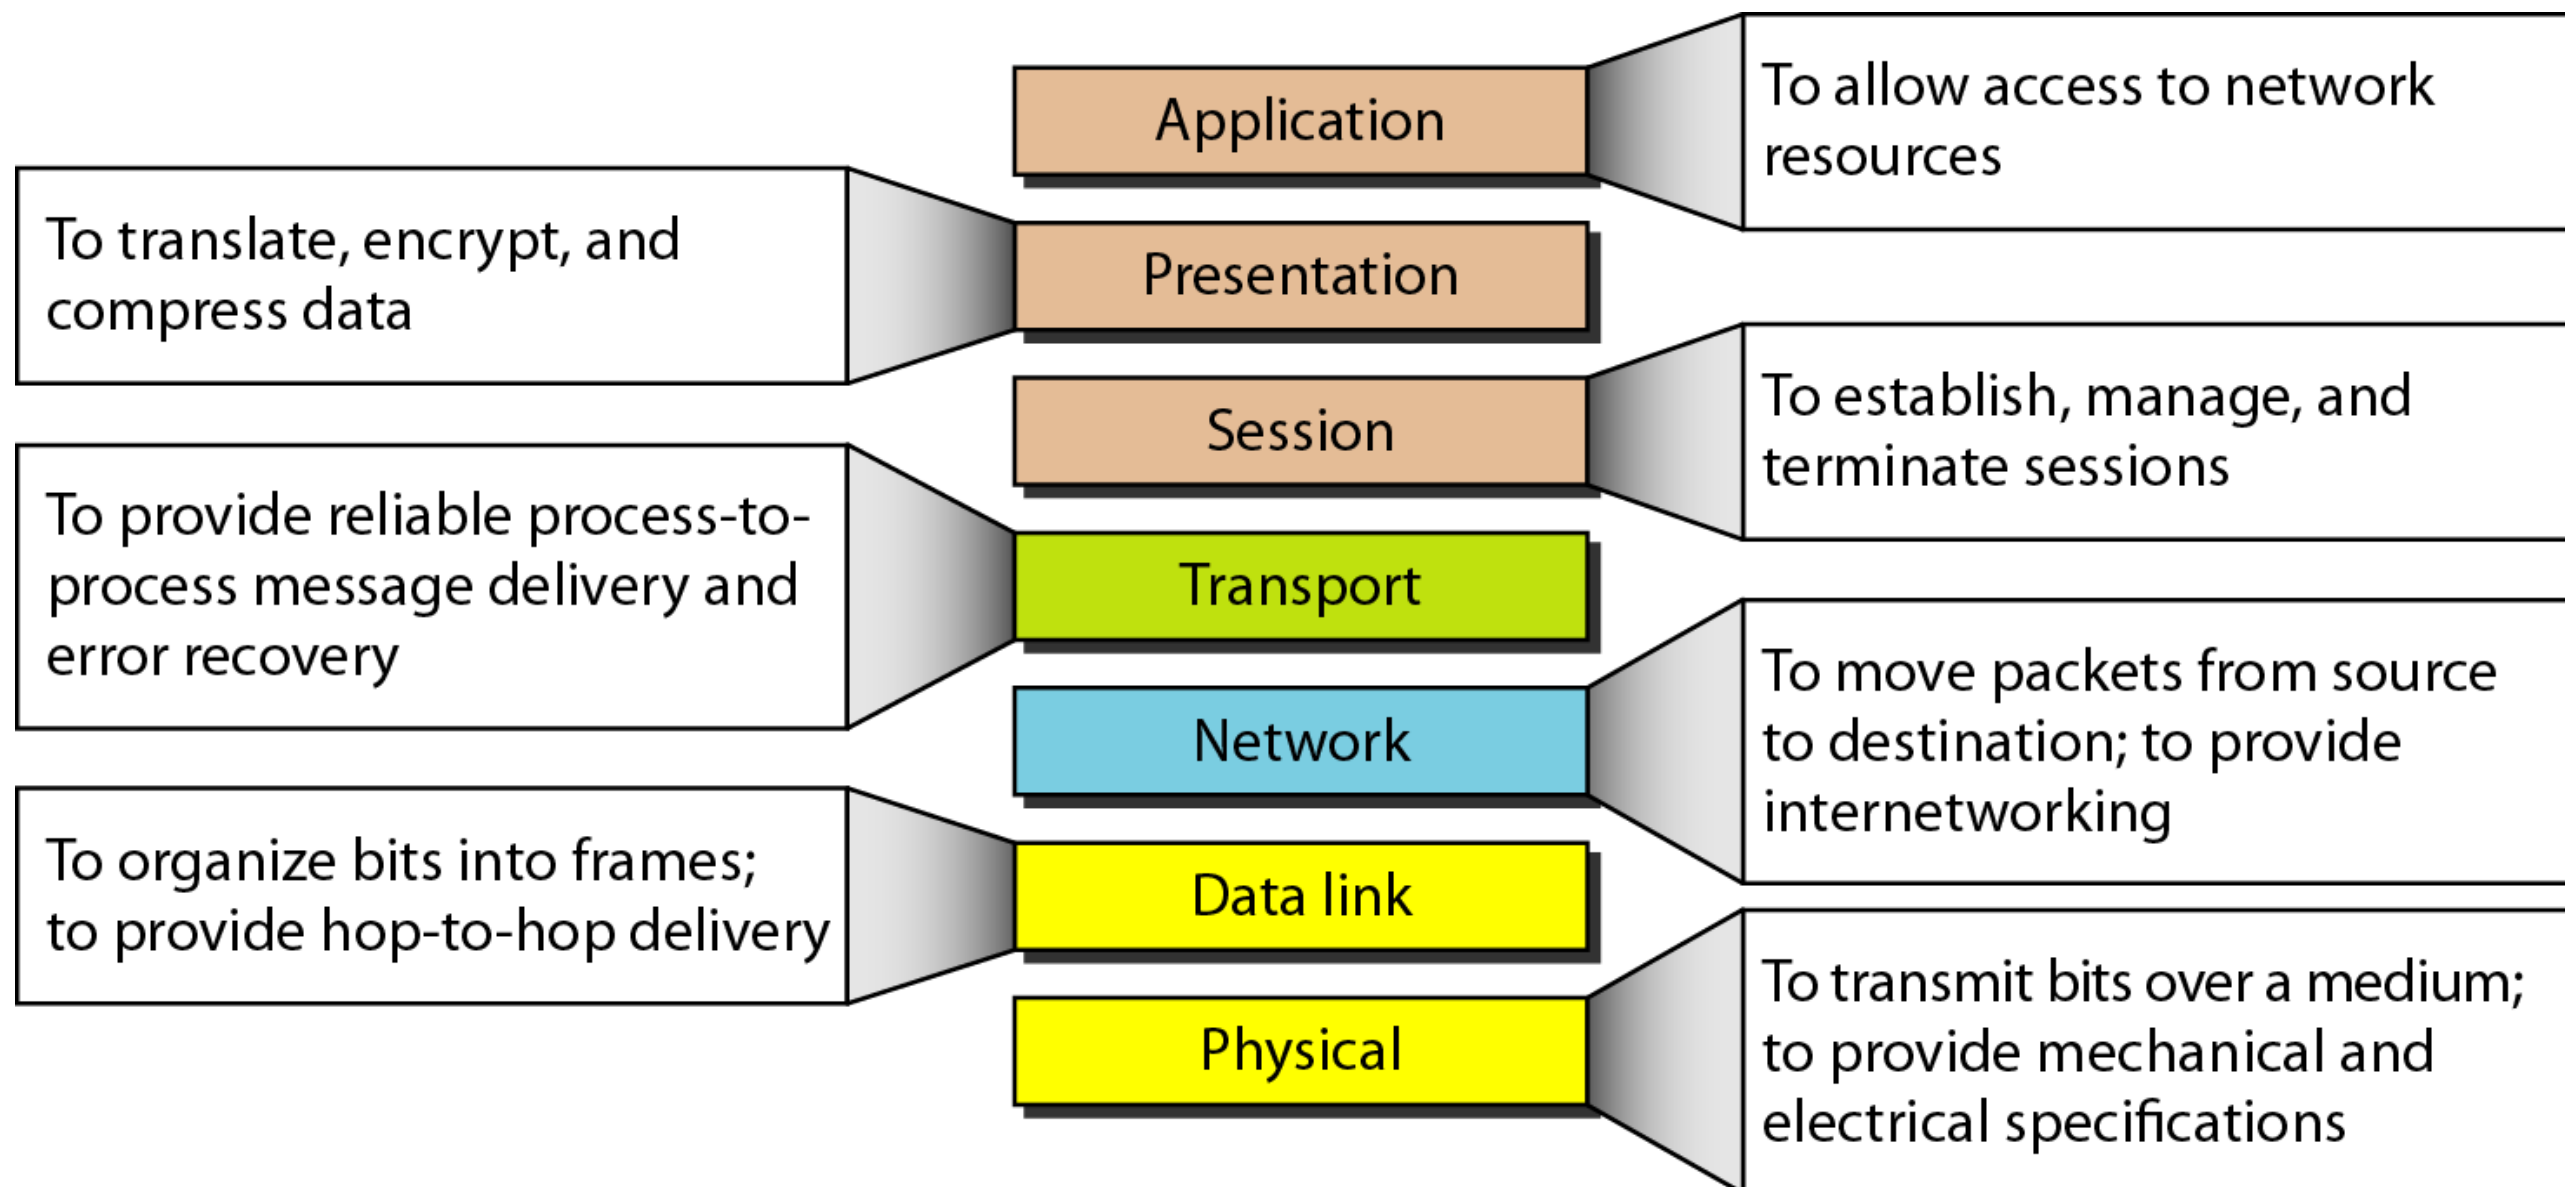 Application
To allow access to network
resources
To translate, encrypt, and
compress data
Presentation
Session
To establish, manage, and
terminate sessions
To provide reliable process-to-
process message delivery and
error recovery
Transport
Network
To move packets from source
to destination; to provide
internetworking
To organize bits into frames;
to provide hop-to-hop delivery
Data link
Physical
To transmit bits over a medium;
to provide mechanical and
electrical specifications